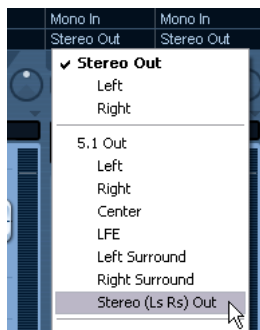 Mono In Mono In
Stereo Out Stereo Out
✓ Stereo Out
Left
Right
5.1 Out
Left
Right
Center
LFE
Left Surround
Right Surround
Stereo (Ls Rs) Out